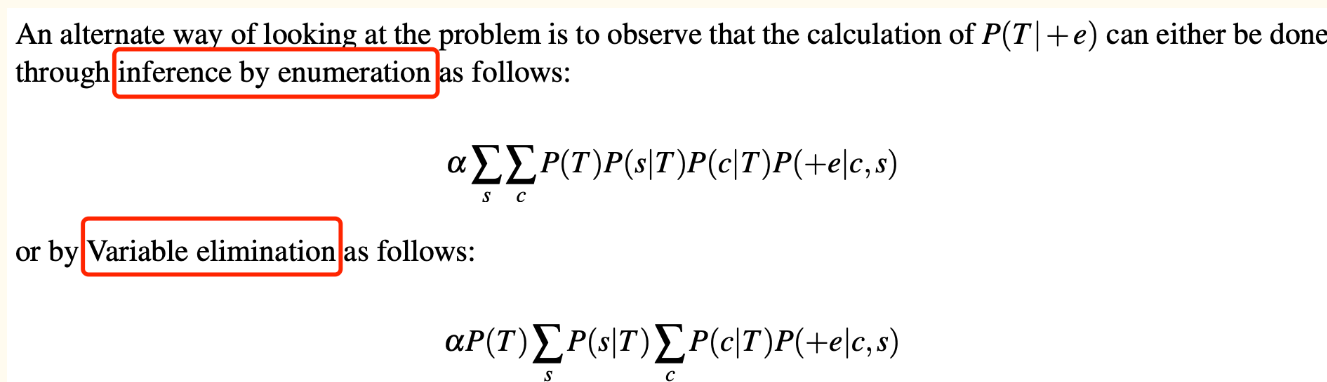 An alternate way of looking at the problem is to observe that the calculation of P(T|+e) can either be done
through inference by enumeration as follows:
α∑∑P(T)P(s|T)P(c|T)P(+e|c,s)
s c
or by Variable elimination as follows:
αP(T)∑P(s|T)∑P(c|T)P(+e|c,s)
s c